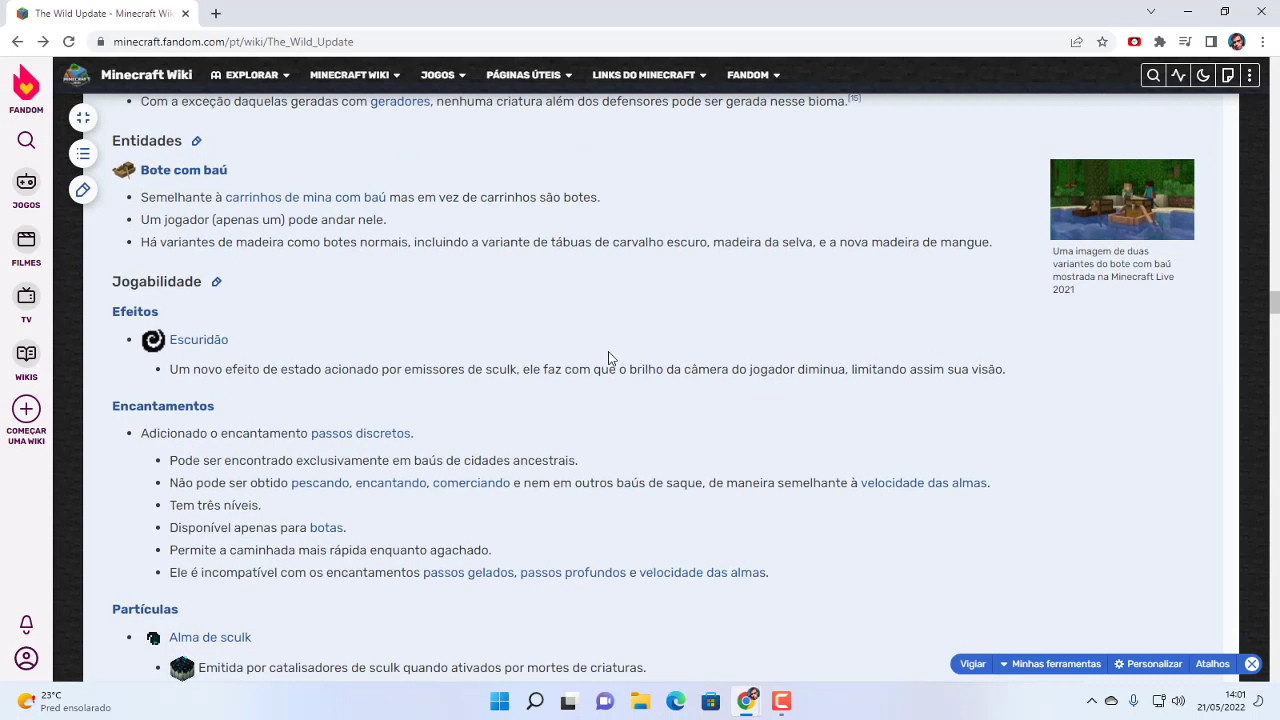 The Wild Update - Minecraft Wiki
minecraft.fandom.com/pt/wiki/The_Wild_Update
FANDOM
Minecraft Wiki
EXPLORAR
MINECRAFT WIKI
JOGOS
PÁGINAS ÚTEIS
LINKS DO MINECRAFT
FANDOM
JOGOS
FILMES
TV
WIKIS
COMEÇAR
UMA WIKI
Com a exceção daquelas geradas com geradores, nenhuma criatura além dos defensores pode ser gerada nesse bioma.[15]
Entidades
Bote com baú
Semelhante à carrinhos de mina com baú mas em vez de carrinhos são botes.
Um jogador (apenas um) pode andar nele.
Há variantes de madeira como botes normais, incluindo a variante de tábuas de carvalho escuro, madeira da selva, e a nova madeira de mangue.
Uma imagem de duas
variantes do bote com baú
mostrada na Minecraft Live
2021
Jogabilidade
Efeitos
Escuridão
Um novo efeito de estado acionado por emissores de sculk, ele faz com que o brilho da câmera do jogador diminua, limitando assim sua visão.
Encantamentos
Adicionado o encantamento passos discretos.
Pode ser encontrado exclusivamente em baús de cidades ancestrais.
Não pode ser obtido pescando, encantando, comerciando e nem em outros baús de saque, de maneira semelhante à velocidade das almas.
Tem três níveis.
Disponível apenas para botas.
Permite a caminhada mais rápida enquanto agachado.
Ele é incompatível com os encantamentos passos gelados, passos profundos e velocidade das almas.
Partículas
Alma de sculk
Emitida por catalisadores de sculk quando ativados por mortes de criaturas.
Vigiar
Minhas ferramentas
Personalizar
Atalhos
23°C
Pred ensolarado
14:01
21/05/2022